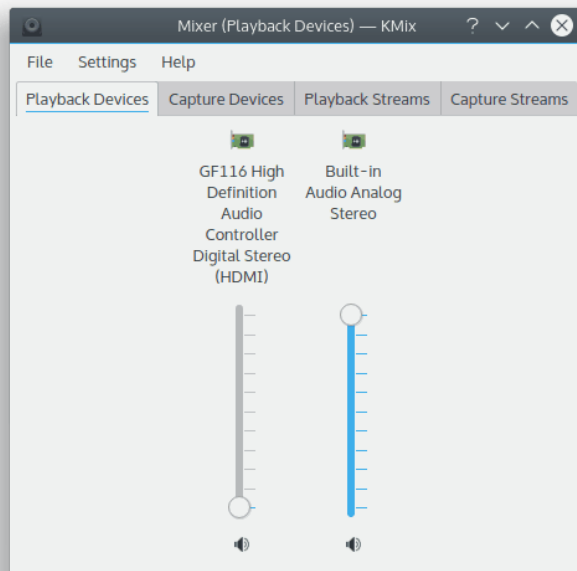 Mixer (Playback Devices) — KMix
File Settings Help
Playback Devices Capture Devices Playback Streams Capture Streams
GF116 High
Definition
Audio
Controller
Digital Stereo
(HDMI)
Built-in
Audio Analog
Stereo